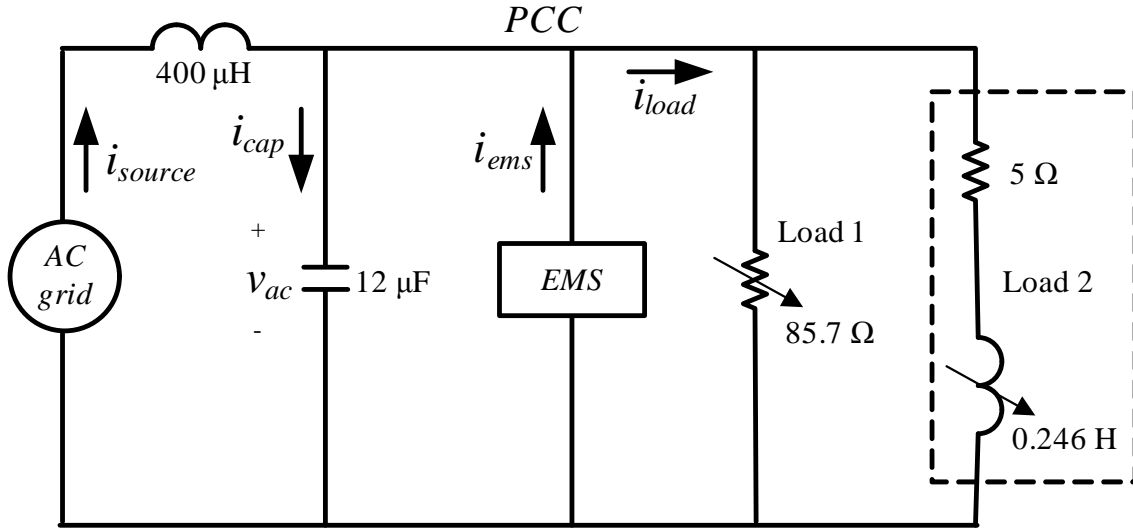 PCC
400 μH
i_load
i_cap
i_source
i_ems
5 Ω
Load 1
+
AC
grid
v_ac
12 μF
EMS
Load 2
-
85.7 Ω
0.246 H